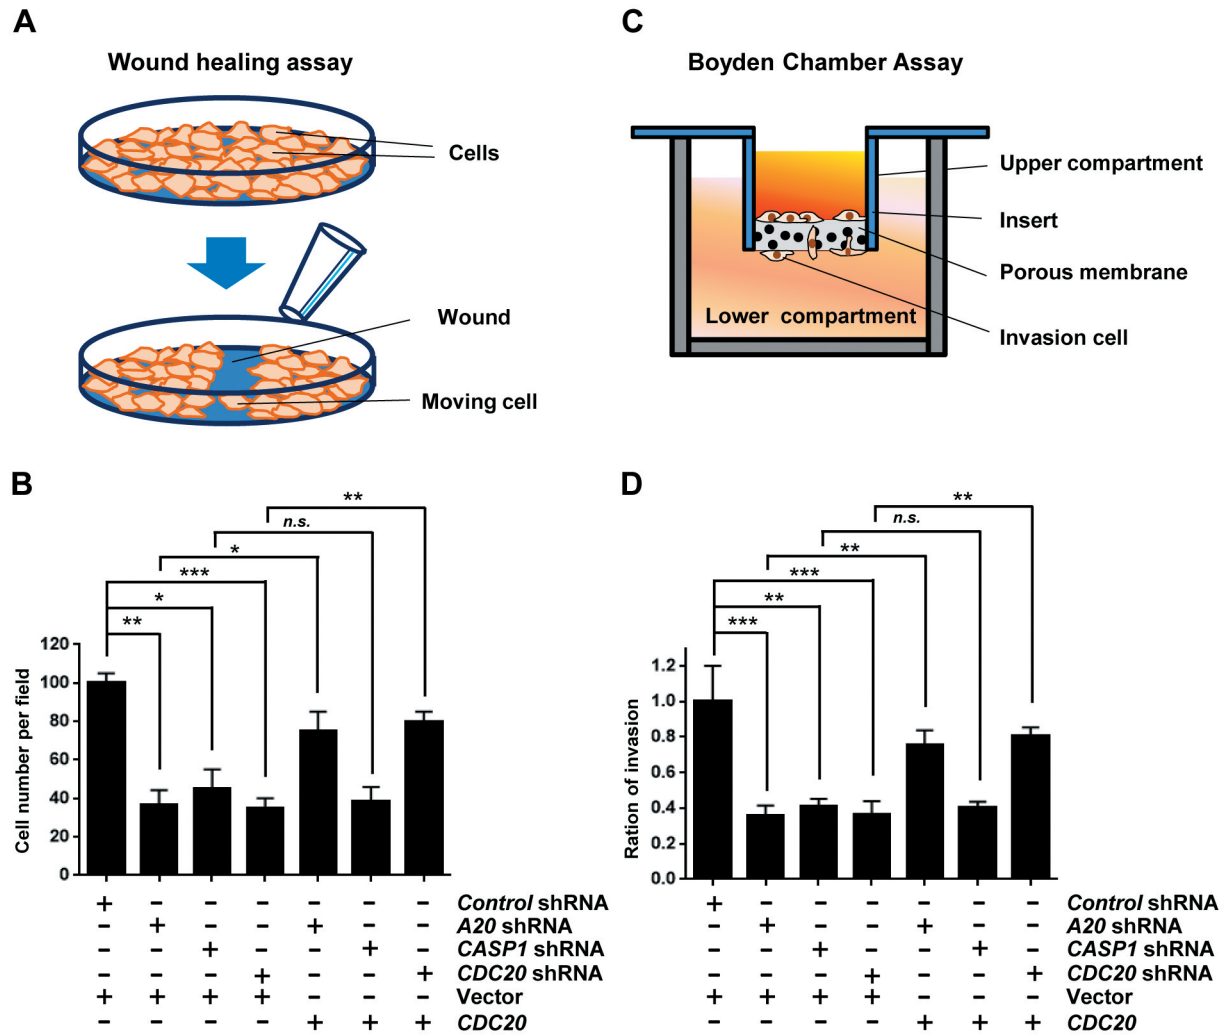 A
Wound healing assay
Cells
Wound
Moving cell
C
Boyden Chamber Assay
Upper compartment
Insert
Porous membrane
Invasion cell
Lower compartment
B
**
n.s.
*
***
*
**
Cell number per field
120
100
80
60
40
20
0
+ - - - - - - Control shRNA
- + - - + - - A20 shRNA
- - + - - + - CASP1 shRNA
- - - + - - + CDC20 shRNA
+ + + + - - - Vector
- - - - + + + CDC20
D
**
n.s.
**
***
**
***
Ration of invasion
1.2
1.0
0.8
0.6
0.4
0.2
0.0
+ - - - - - - Control shRNA
- + - - + - - A20 shRNA
- - + - - + - CASP1 shRNA
- - - + - - + CDC20 shRNA
+ + + + - - - Vector
- - - - + + + CDC20